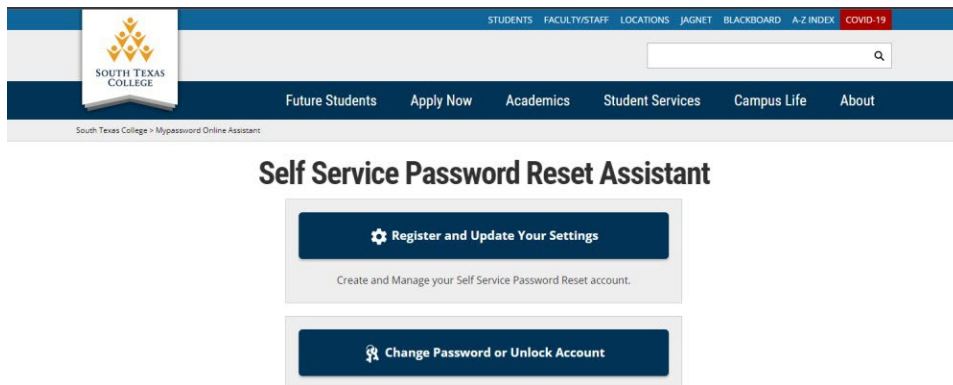 STUDENTS FACULTY/STAFF LOCATIONS JAGNET BLACKBOARD A-Z INDEX COVID-19
SOUTH TEXAS
COLLEGE
Future Students Apply Now Academics Student Services Campus Life About
South Texas College > Mypassword Online Assistant
Self Service Password Reset Assistant
Register and Update Your Settings
Create and Manage your Self Service Password Reset account.
Change Password or Unlock Account